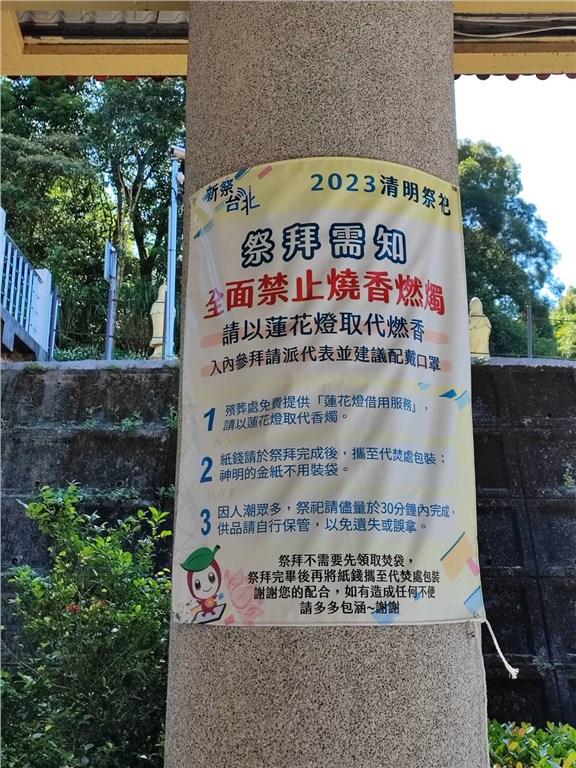 新祭
台北
2023清明祭祀
祭拜需知
全面禁止燒香燃燭
請以蓮花燈取代燃香
入內參拜請派代表並建議配戴口罩
1 殯葬處免費提供「蓮花燈借用服務」,
請以蓮花燈取代香燭。
2 紙錢請於祭拜完成後,攜至代焚處包裝;
神明的金紙不用裝袋。
3 因人潮眾多,祭祀請儘量於30分鐘內完成,
供品請自行保管,以免遺失或誤拿。
祭拜不需要先領取焚袋,
祭拜完畢後再將紙錢攜至代焚處包裝
謝謝您的配合,如有造成任何不便
請多多包涵~謝謝